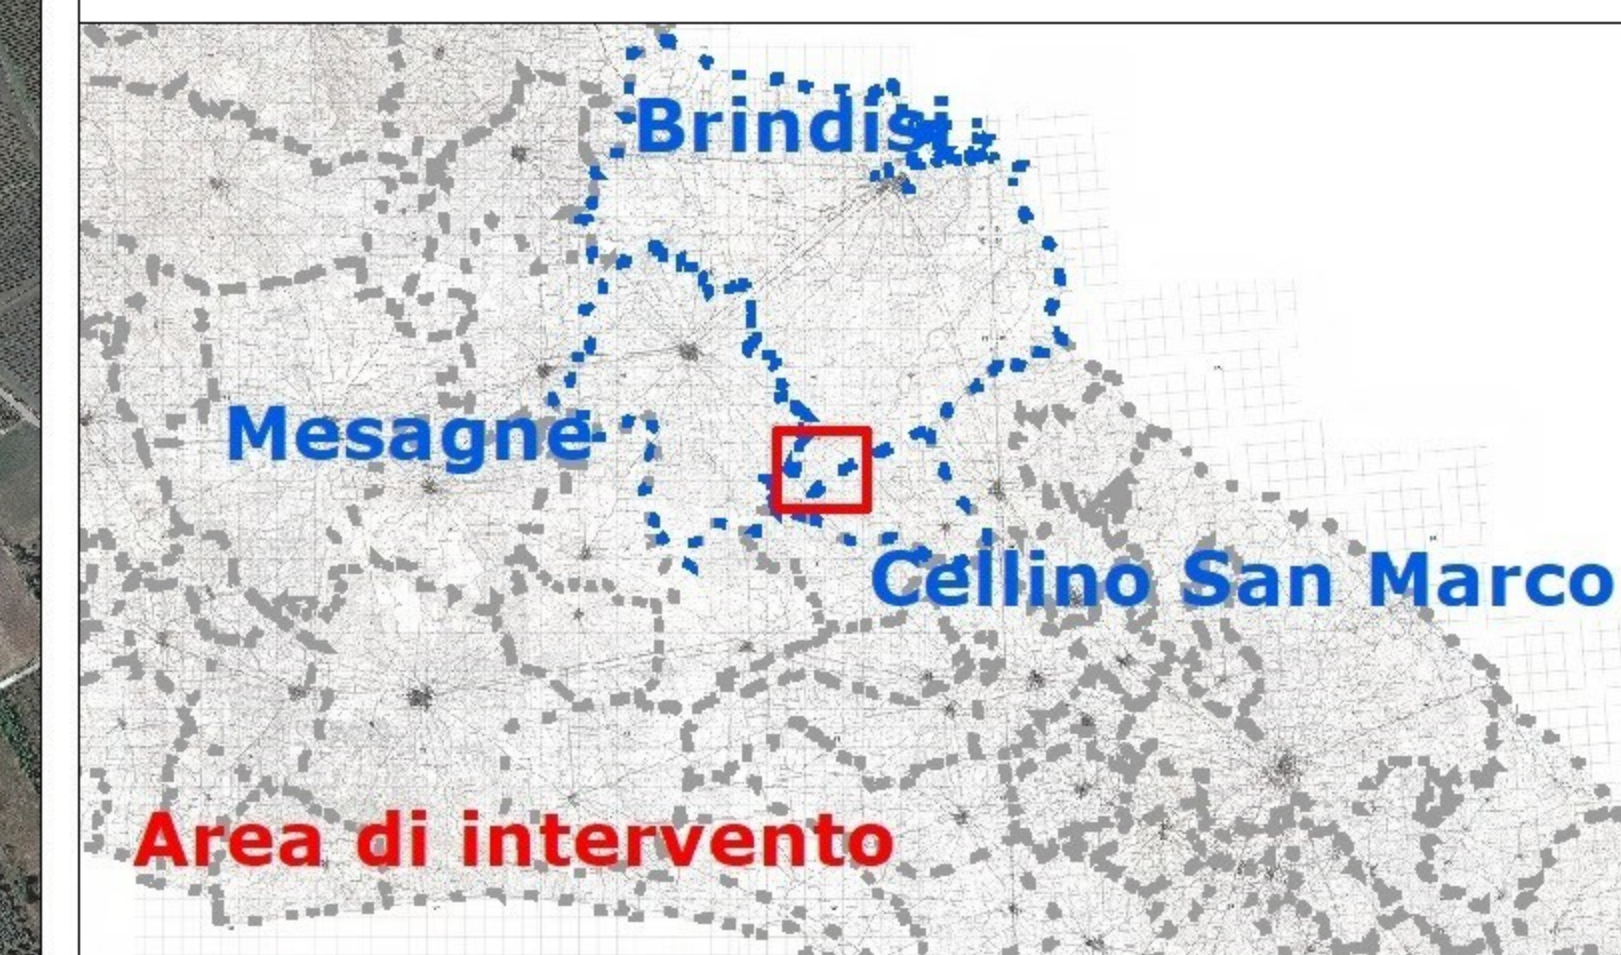 Brindisi
Mesagne
Cellino San Marco
Area di intervento